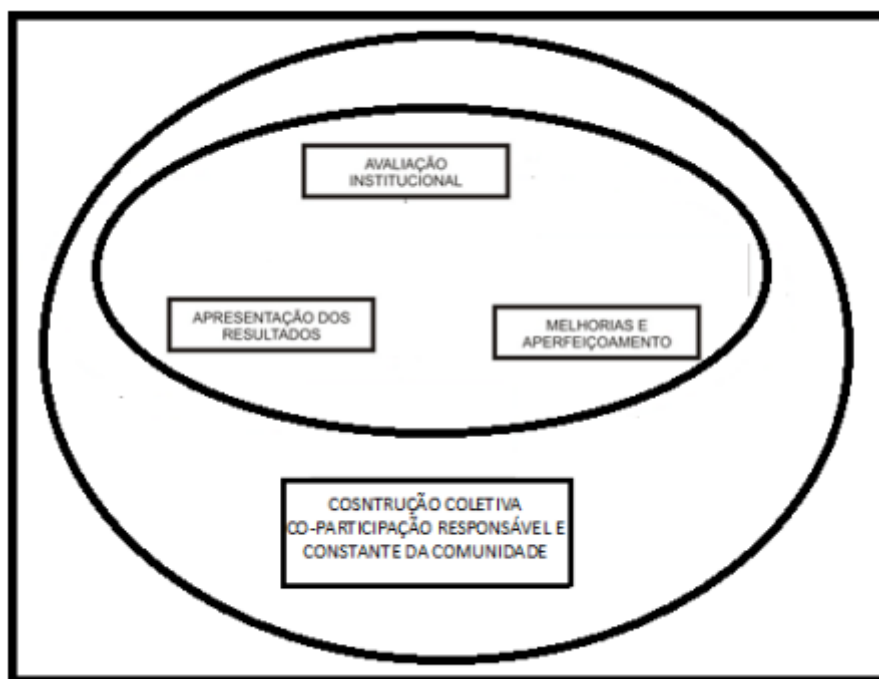 AVALIAÇÃO
INSTITUCIONAL
APRESENTAÇÃO DOS
RESULTADOS
MELHORIAS E
APERFEIÇOAMENTO
COSNTRUÇÃO COLETIVA
CO-PARTICIPAÇÃO RESPONSÁVEL E
CONSTANTE DA COMUNIDADE